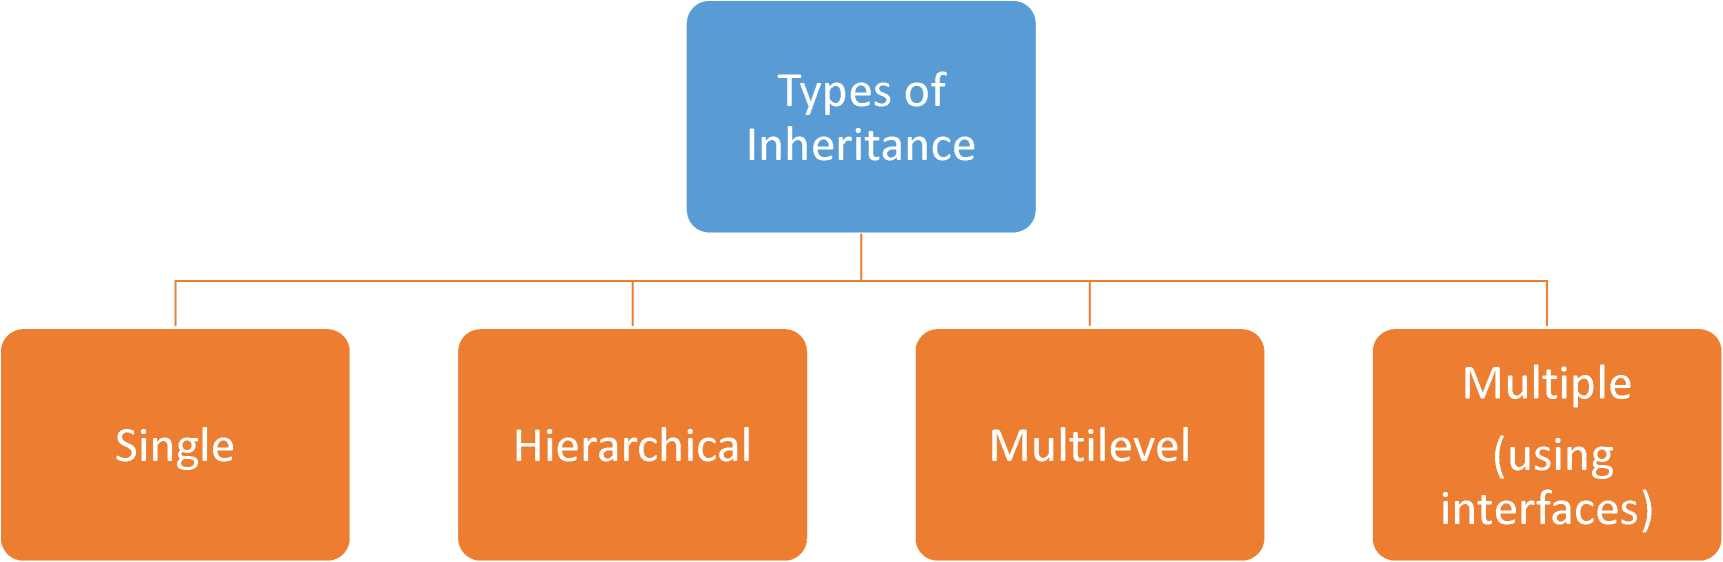 Types of
Inheritance
Single
Hierarchical
Multilevel
Multiple
(using
interfaces)